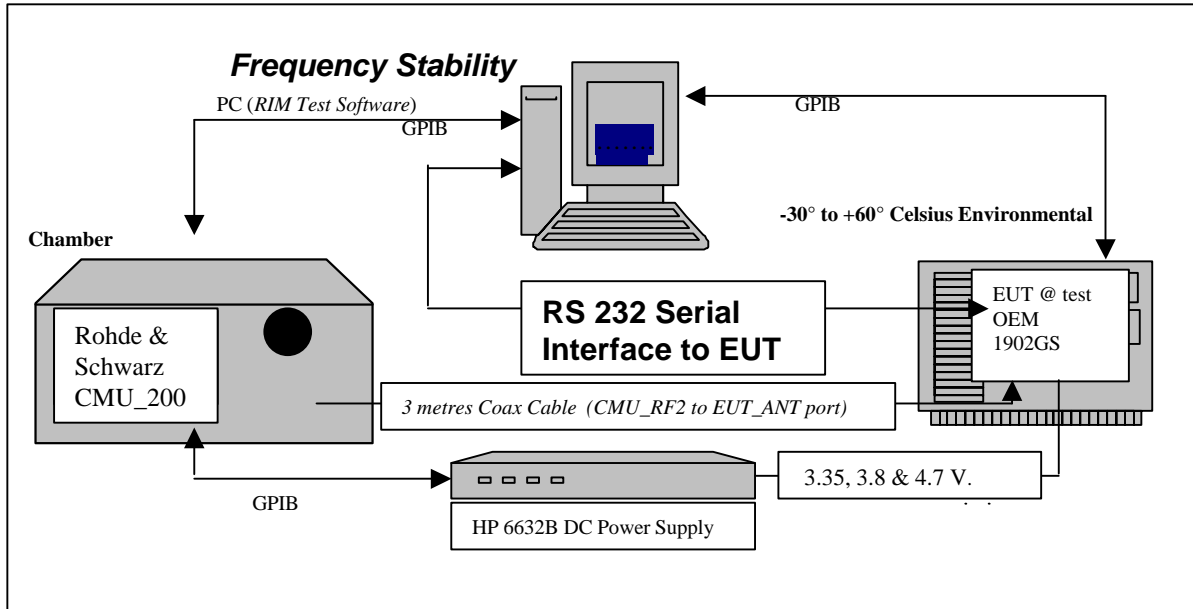 Frequency Stability
PC (RIM Test Software)
GPIB
GPIB
-30° to +60° Celsius Environmental
Chamber
Rohde &
Schwarz
CMU_200
RS 232 Serial
Interface to EUT
EUT @ test
OEM
1902GS
3 metres Coax Cable (CMU_RF2 to EUT_ANT port)
GPIB
3.35, 3.8 & 4.7 V.
HP 6632B DC Power Supply